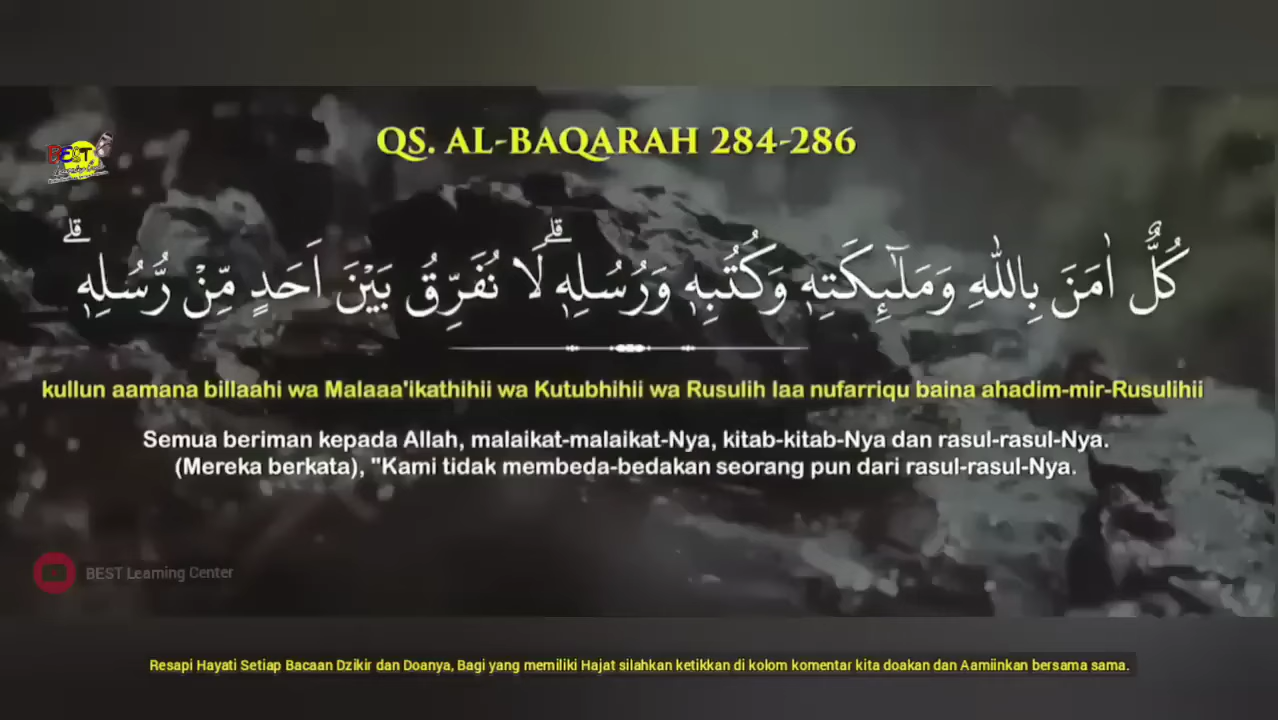 QS. AL-BAQARAH 284-286
BEST
كُلٌّ اٰمَنَ بِاللّٰهِ وَمَلٰۤىِٕكَتِهٖ وَكُتُبِهٖ وَرُسُلِهٖۗ لَا نُفَرِّقُ بَيْنَ اَحَدٍ مِّنْ رُّسُلِهٖۗ
kullun aamana billaahi wa Malaaa'ikathihii wa Kutubhihii wa Rusulih laa nufarriqu baina ahadim-mir-Rusulihii
Semua beriman kepada Allah, malaikat-malaikat-Nya, kitab-kitab-Nya dan rasul-rasul-Nya.
(Mereka berkata), "Kami tidak membeda-bedakan seorang pun dari rasul-rasul-Nya.
BEST Learning Center
Resapi Hayati Setiap Bacaan Dzikir dan Doanya, Bagi yang memiliki Hajat silahkan ketikkan di kolom komentar kita doakan dan Aamiinkan bersama sama.